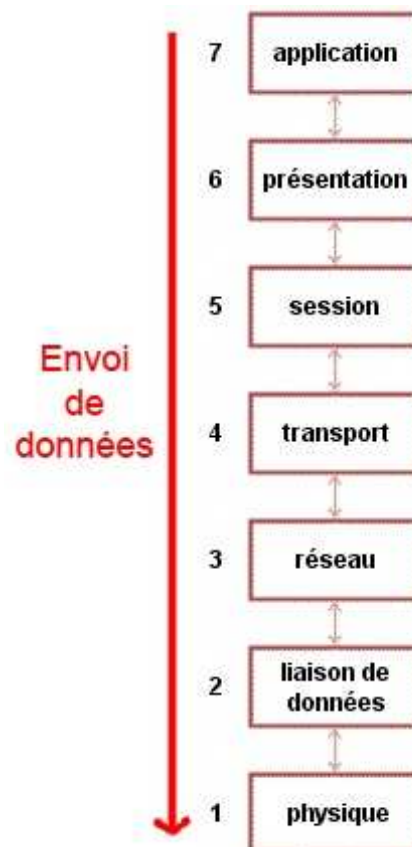 7 application
6 présentation
5 session
Envoi
de
données
4 transport
3 réseau
2 liaison de
données
1 physique